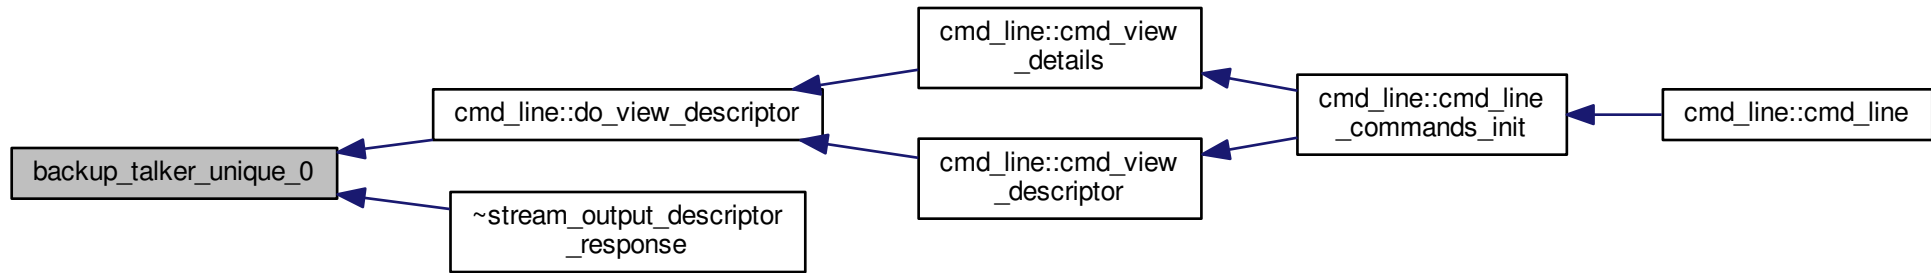 backup_talker_unique_0
cmd_line::do_view_descriptor
~stream_output_descriptor
_response
cmd_line::cmd_view
_details
cmd_line::cmd_view
_descriptor
cmd_line::cmd_line
_commands_init
cmd_line::cmd_line